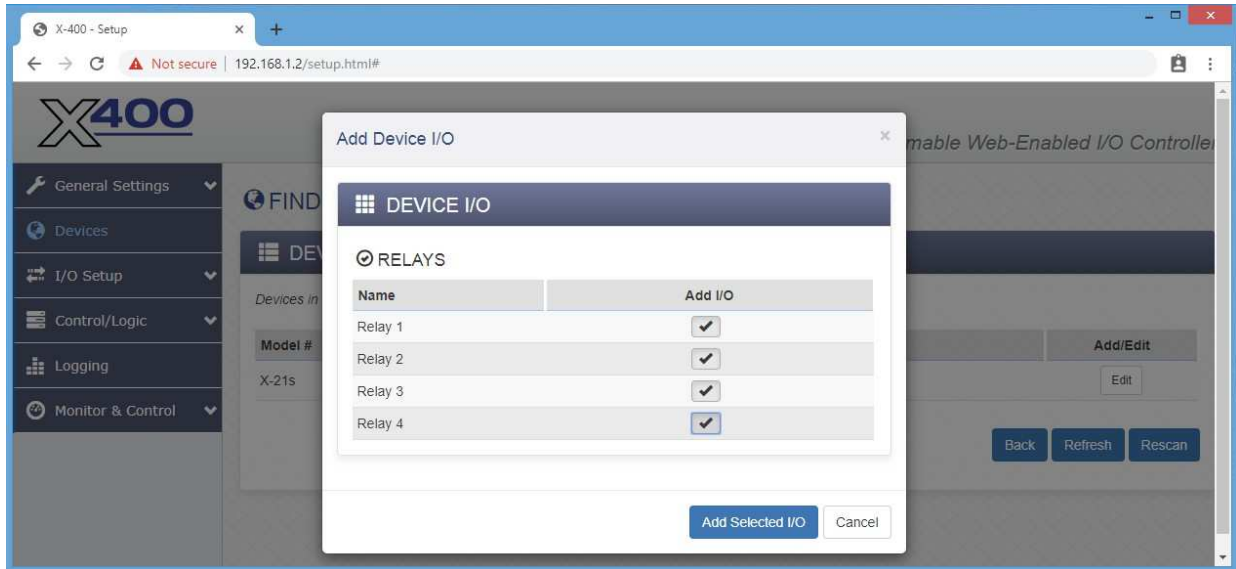 X-400 - Setup
Not secure | 192.168.1.2/setup.html#
X400
mable Web-Enabled I/O Controller
General Settings
Devices
I/O Setup
Control/Logic
Logging
Monitor & Control
FIND
DEV
Devices in
Model #
Add/Edit
X-21s
Edit
Back
Refresh
Rescan
Add Device I/O
DEVICE I/O
RELAYS
Name
Add I/O
Relay 1
Relay 2
Relay 3
Relay 4
Add Selected I/O
Cancel